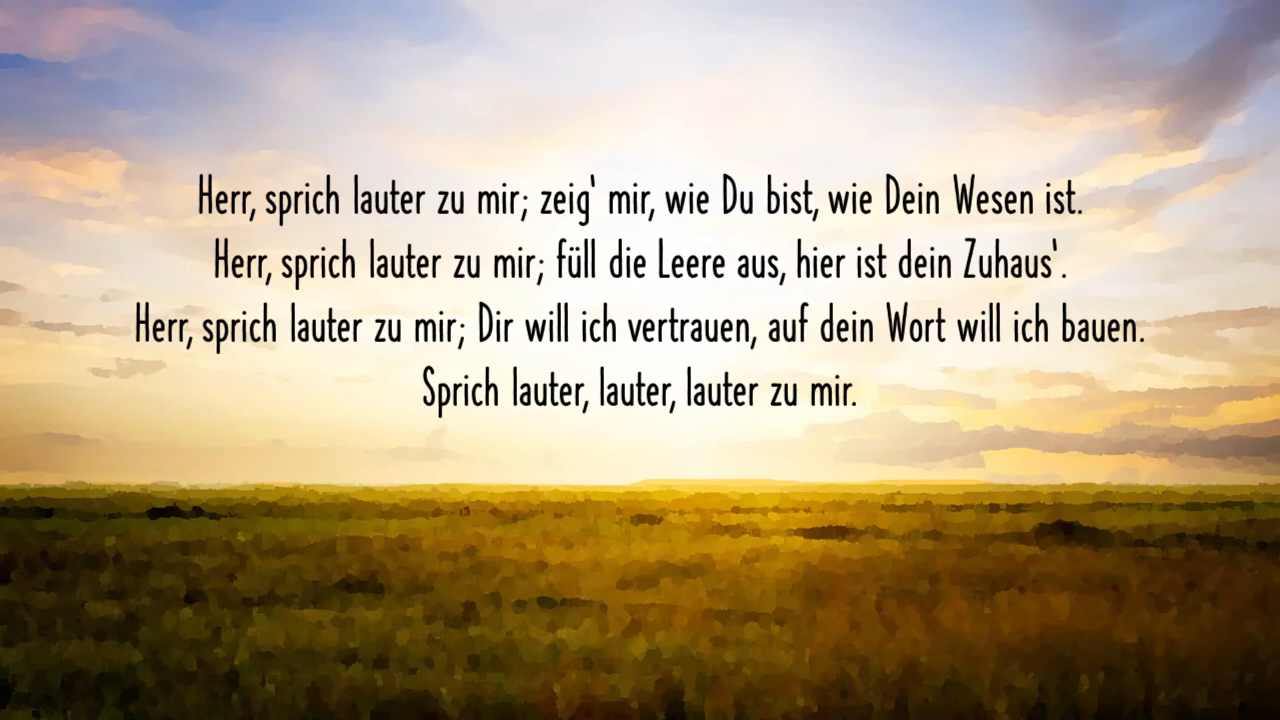 Herr, sprich lauter zu mir; zeig' mir, wie Du bist, wie Dein Wesen ist.
Herr, sprich lauter zu mir; füll die Leere aus, hier ist dein Zuhaus'.
Herr, sprich lauter zu mir; Dir will ich vertrauen, auf dein Wort will ich bauen.
Sprich lauter, lauter, lauter zu mir.